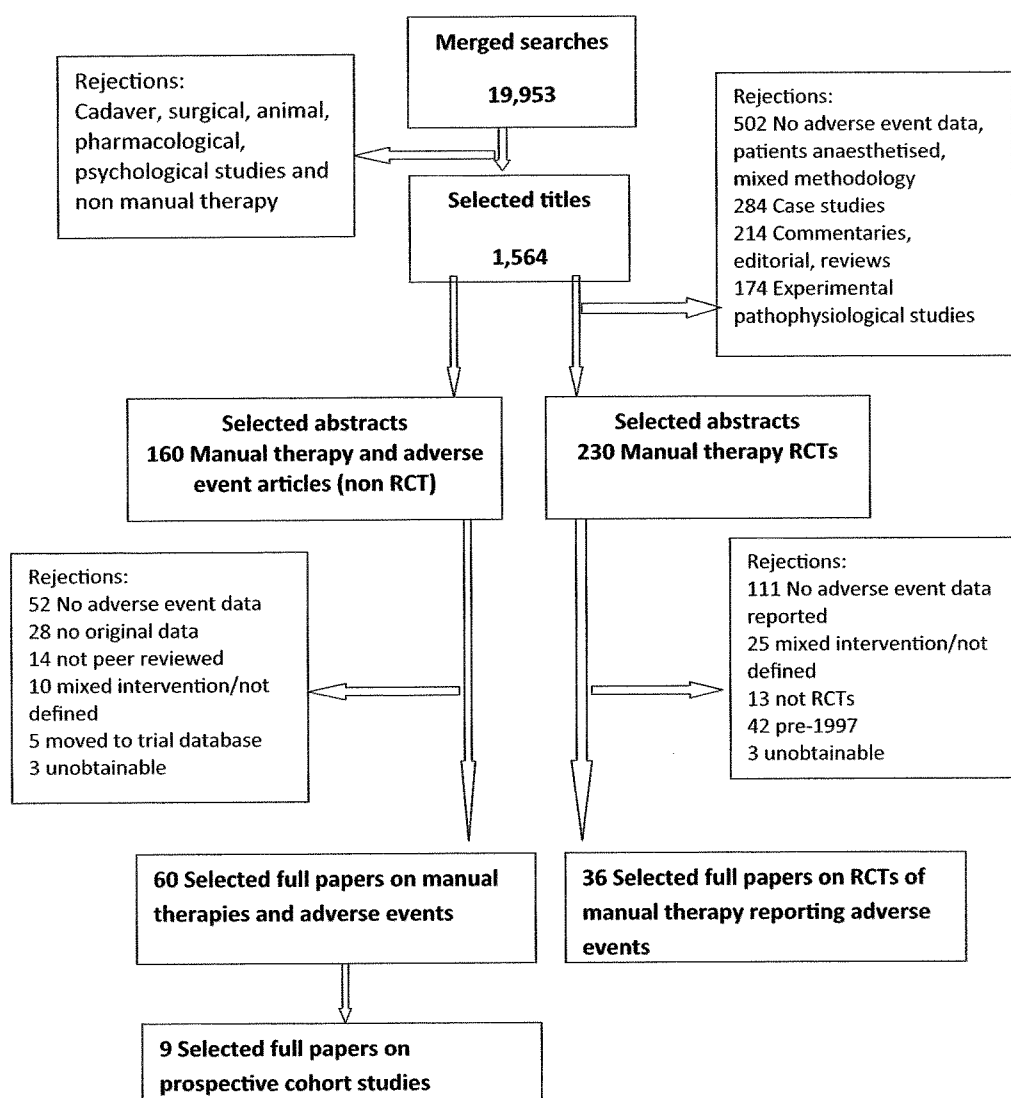 Merged searches
19,953
Rejections:
Cadaver, surgical, animal,
pharmacological,
psychological studies and
non manual therapy
Rejections:
502 No adverse event data,
patients anaesthetised,
mixed methodology
284 Case studies
214 Commentaries,
editorial, reviews
174 Experimental
pathophysiological studies
Selected titles
1,564
Selected abstracts
160 Manual therapy and adverse
event articles (non RCT)
Selected abstracts
230 Manual therapy RCTs
Rejections:
52 No adverse event data
28 no original data
14 not peer reviewed
10 mixed intervention/not
defined
5 moved to trial database
3 unobtainable
Rejections:
111 No adverse event data
reported
25 mixed intervention/not
defined
13 not RCTs
42 pre-1997
3 unobtainable
60 Selected full papers on manual
therapies and adverse events
36 Selected full papers on RCTs of
manual therapy reporting adverse
events
9 Selected full papers on
prospective cohort studies